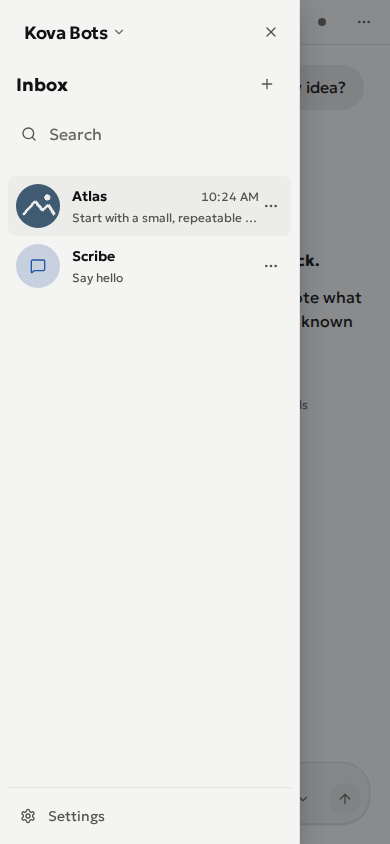 Kova Bots
Inbox
Search
Atlas
10:24 AM
Start with a small, repeatable …
Scribe
Say hello
Settings
idea?
ck.
ote what
known
ls